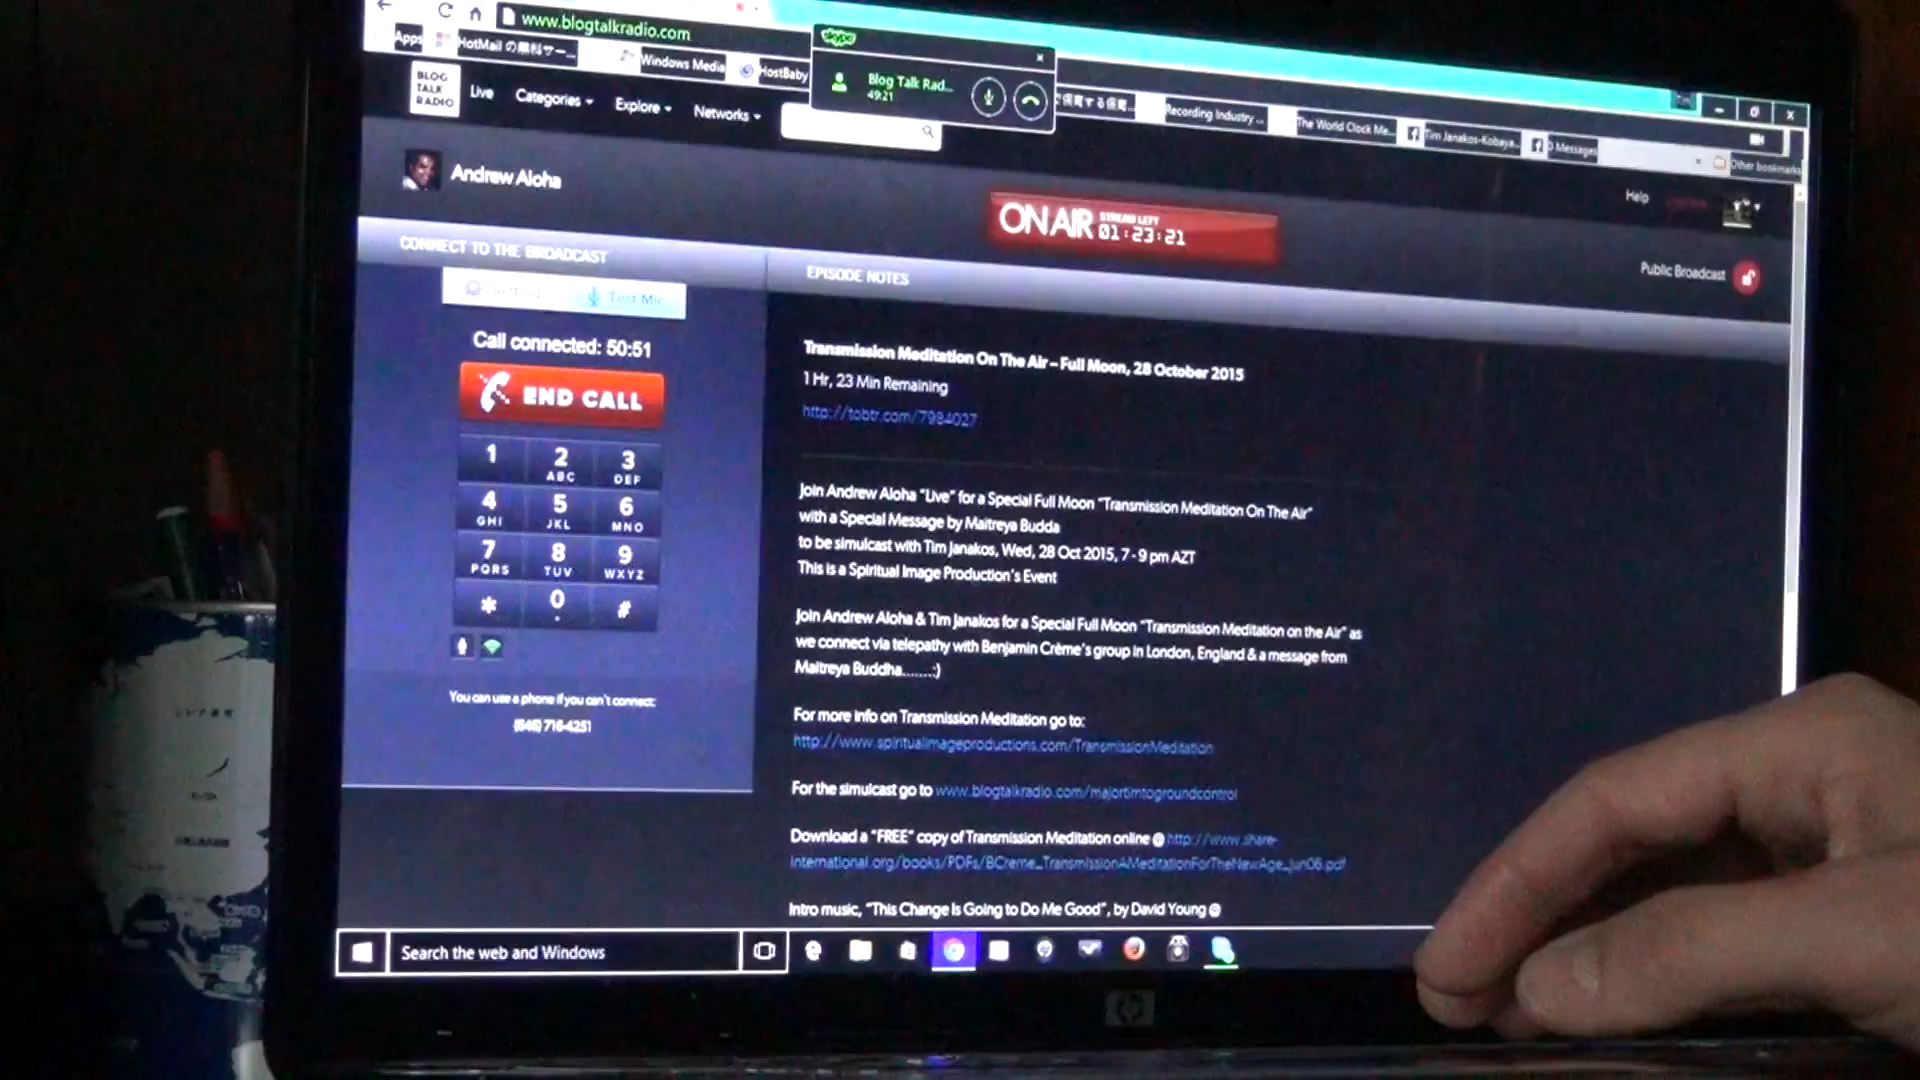 www.blogtalkradio.com
skype
Apps
HotMail の無料サー...
Windows Media
HostBaby
Blog Talk Rad...
49:21
Recording Industry ...
The World Clock Me...
Tim Janakos-Kobaya...
0 Messages
Other bookmarks
BLOG
TALK
RADIO
Live
Categories
Explore
Networks
Help
Andrew Aloha
ON AIR
STREAM LEFT
01:23:21
Public Broadcast
CONNECT TO THE BROADCAST
EPISODE NOTES
Test Mic
Call connected: 50:51
END CALL
1
2
3
ABC
DEF
4
5
6
GHI
JKL
MNO
7
8
9
PQRS
TUV
WXYZ
*
0
#
You can use a phone if you can't connect:
(646) 716-4251
Transmission Meditation On The Air – Full Moon, 28 October 2015
1 Hr, 23 Min Remaining
http://tobtr.com/7984027
Join Andrew Aloha "Live" for a Special Full Moon "Transmission Meditation On The Air"
with a Special Message by Maitreya Budda
to be simulcast with Tim Janakos, Wed, 28 Oct 2015, 7 - 9 pm AZT
This is a Spiritual Image Production's Event
Join Andrew Aloha & Tim Janakos for a Special Full Moon "Transmission Meditation on the Air" as
we connect via telepathy with Benjamin Crème's group in London, England & a message from
Maitreya Buddha.......:)
For more info on Transmission Meditation go to:
http://www.spiritualimageproductions.com/TransmissionMeditation
For the simulcast go to www.blogtalkradio.com/majortimtogroundcontrol
Download a "FREE" copy of Transmission Meditation online @ http://www.share-
international.org/books/PDFs/BCreme_TransmissionAMeditationForTheNewAge_jun06.pdf
Intro music, "This Change Is Going to Do Me Good", by David Young @
Search the web and Windows
hp